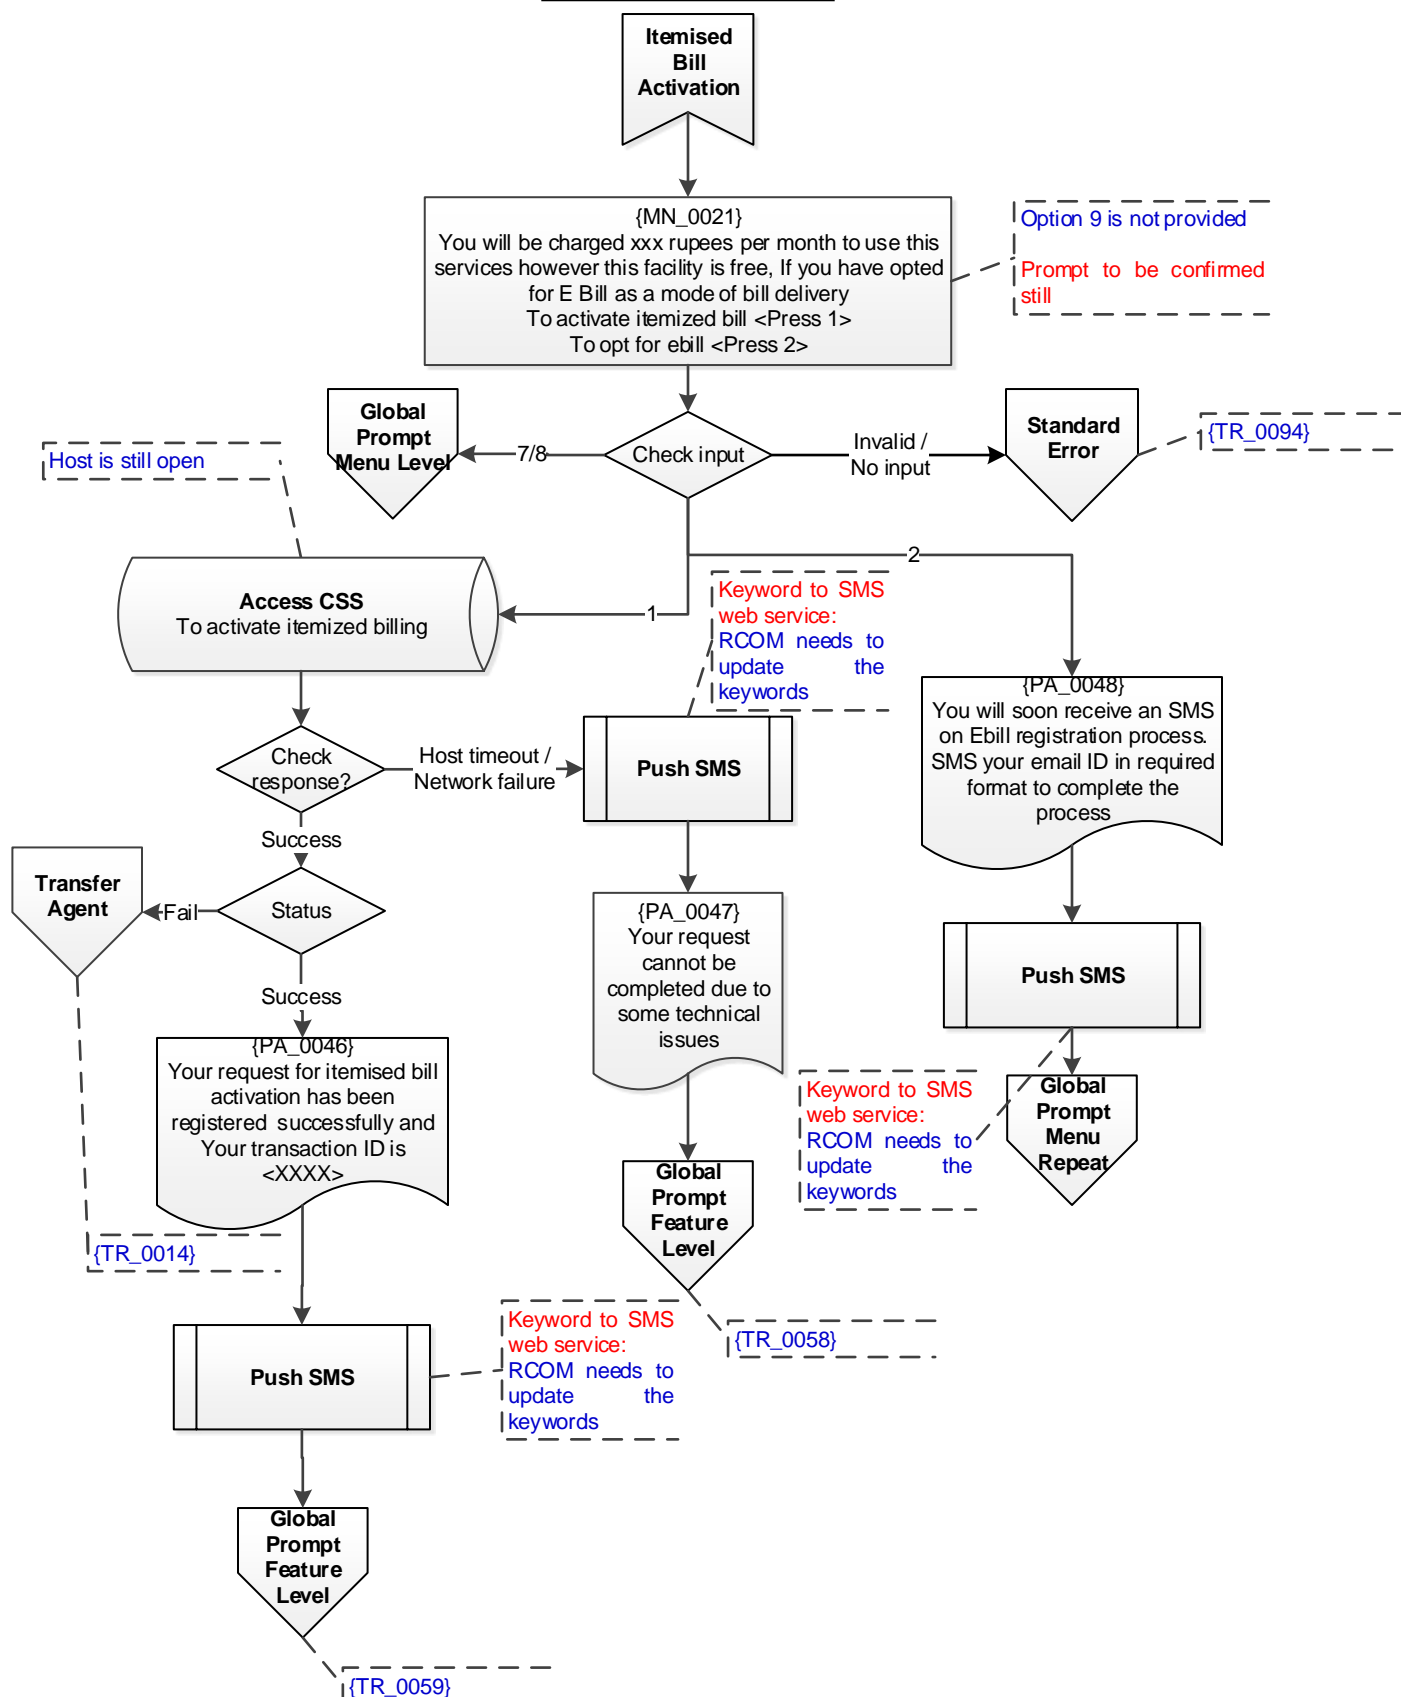 Itemised
Bill
Activation
{MN_0021}
You will be charged xxx rupees per month to use this
services however this facility is free, If you have opted
for E Bill as a mode of bill delivery
To activate itemized bill <Press 1>
To opt for ebill <Press 2>
Option 9 is not provided
Prompt to be confirmed
still
Global
Prompt
Menu Level
7/8
Check input
Invalid /
No input
Standard
Error
{TR_0094}
Host is still open
2
Access CSS
To activate itemized billing
1
Keyword to SMS
web service:
RCOM needs to
update the
keywords
{PA_0048}
You will soon receive an SMS
on Ebill registration process.
SMS your email ID in required
format to complete the
process
Check
response?
Host timeout /
Network failure
Push SMS
Success
Transfer
Agent
Fail
Status
{PA_0047}
Your request
cannot be
completed due to
some technical
issues
Push SMS
Success
{PA_0046}
Your request for itemised bill
activation has been
registered successfully and
Your transaction ID is
<XXXX>
Keyword to SMS
web service:
RCOM needs to
update the
keywords
Global
Prompt
Menu
Repeat
Global
Prompt
Feature
Level
{TR_0014}
{TR_0058}
Push SMS
Keyword to SMS
web service:
RCOM needs to
update the
keywords
Global
Prompt
Feature
Level
{TR_0059}